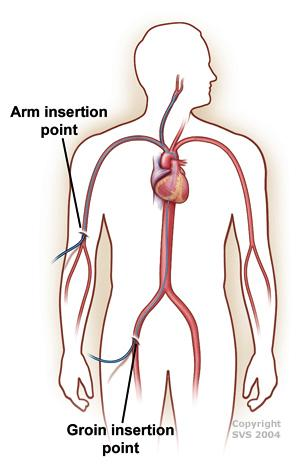 Arm insertion
point
Groin insertion
point
Copyright
SVS 2004